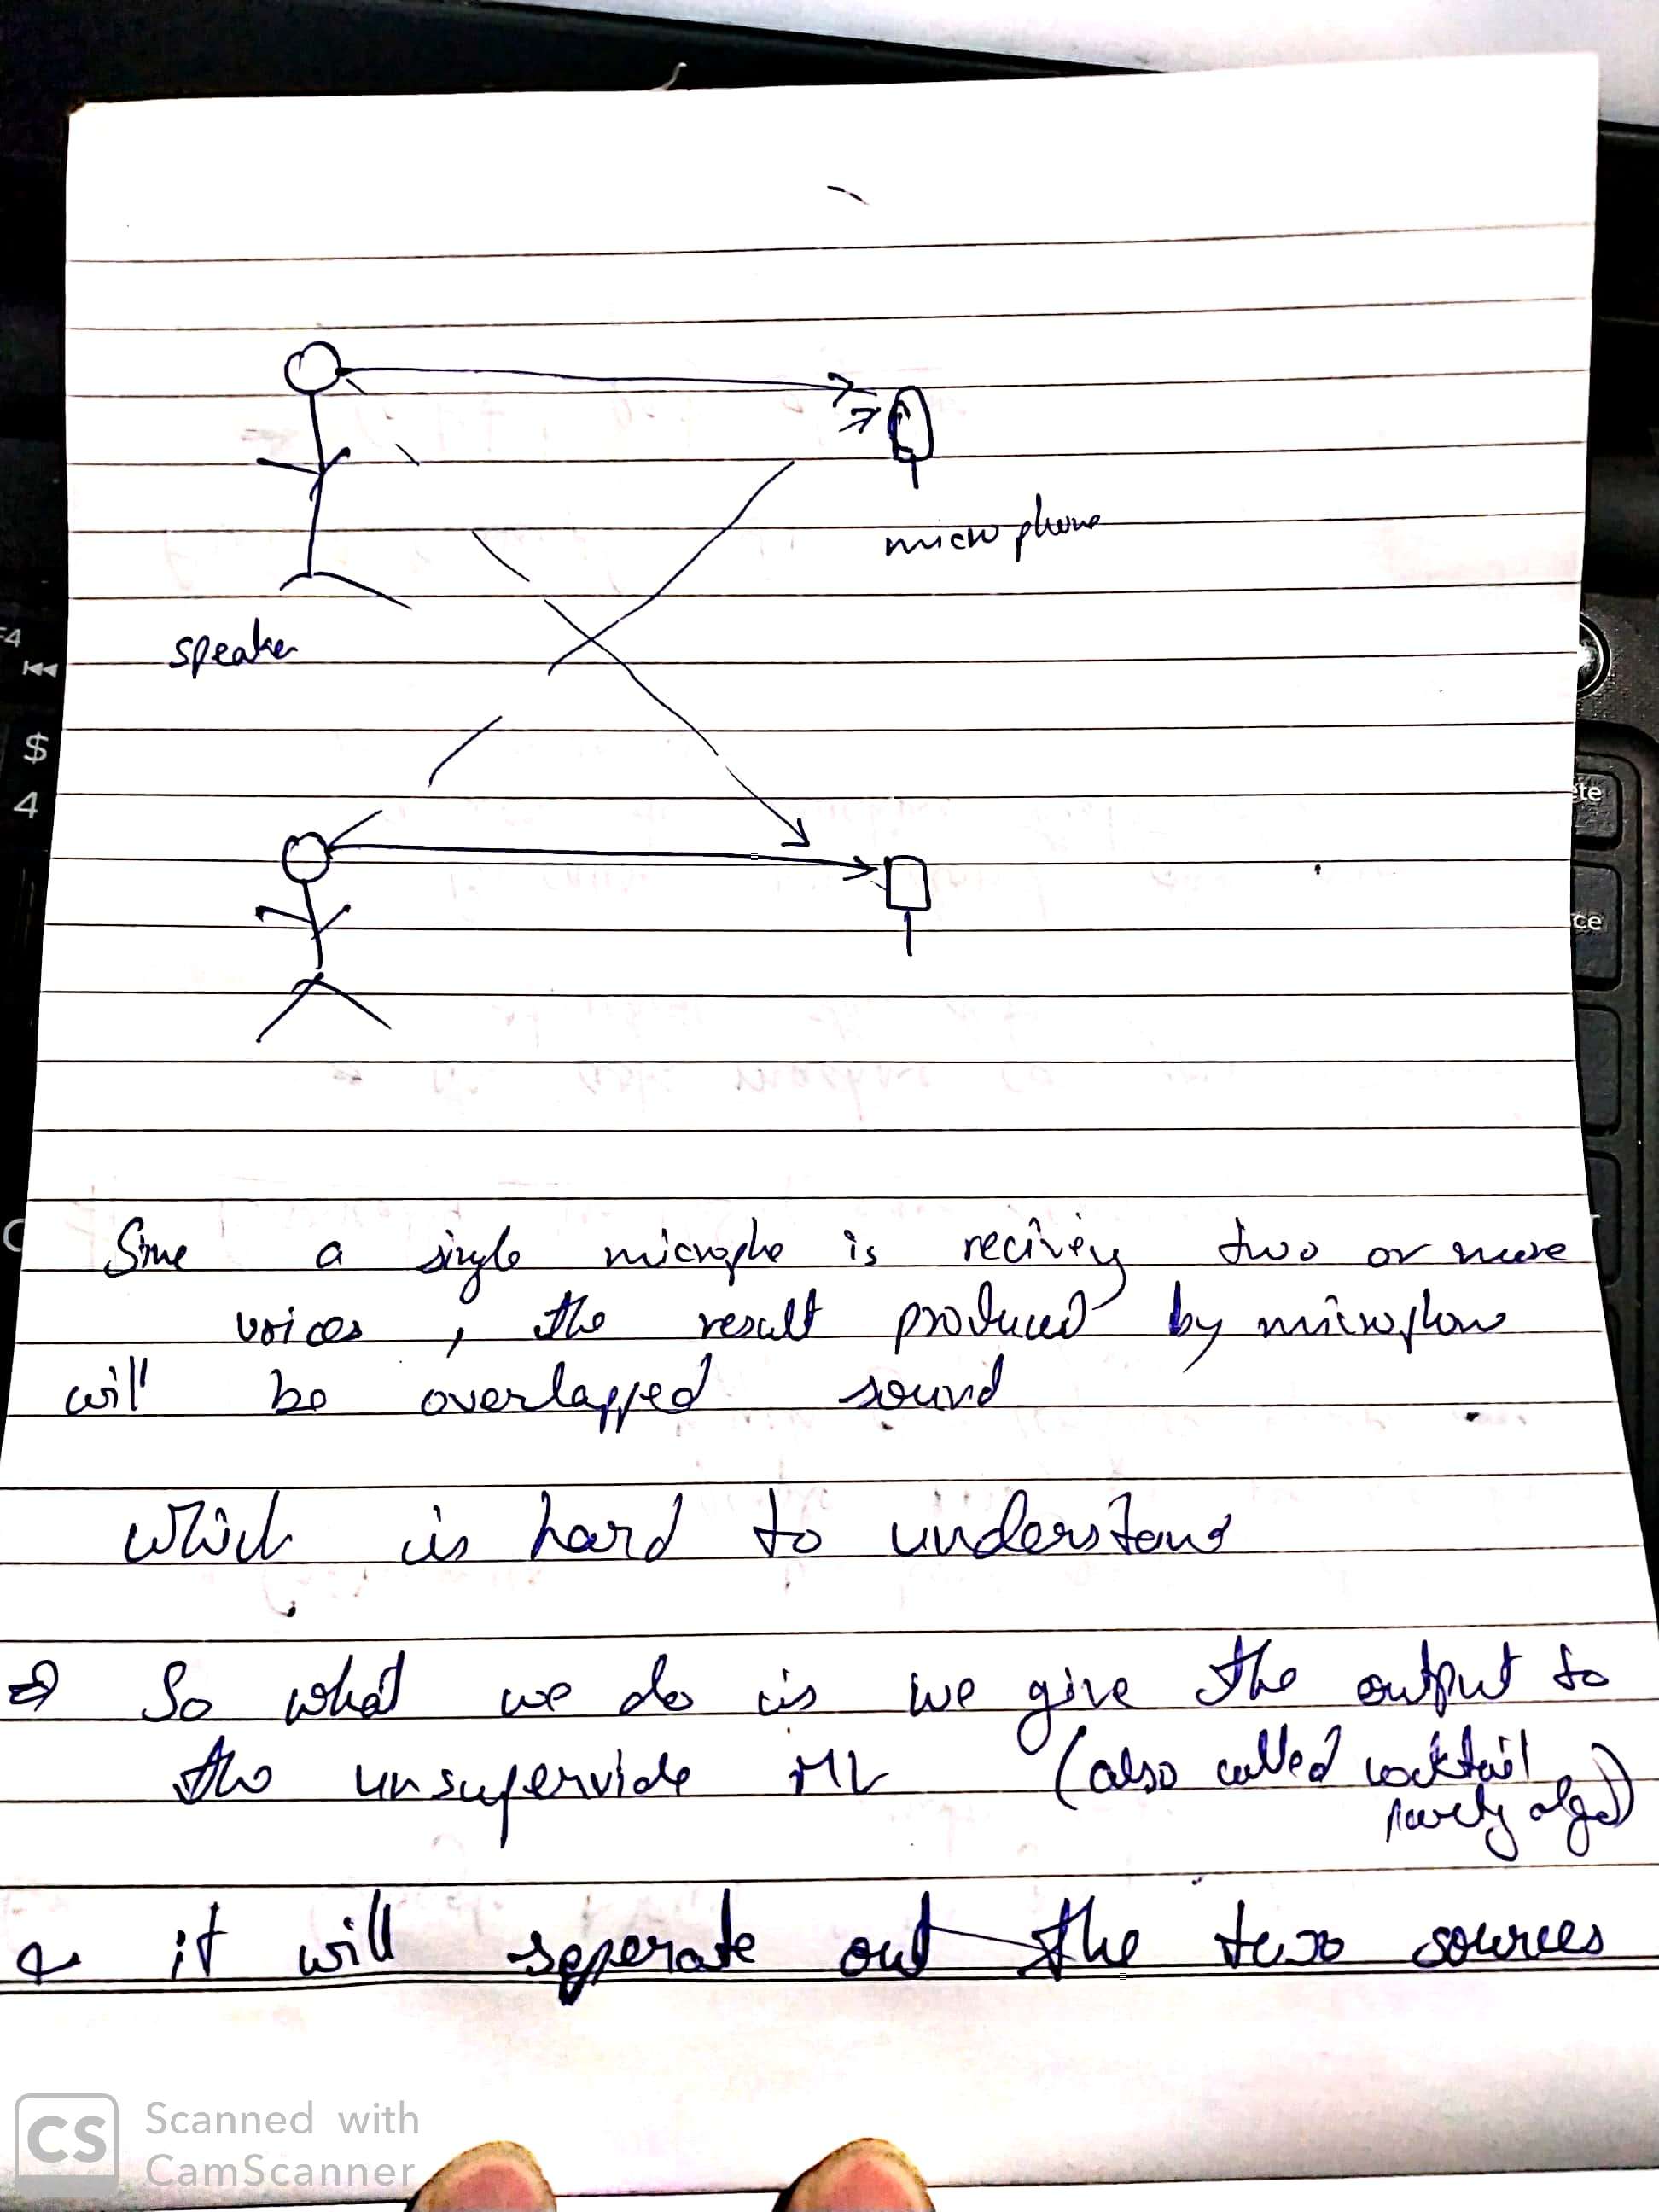 microphone
speaker
Sine a single microphe is reciving two or more
voices, the result produced by microphone
will be overlapped sound
which is hard to understand
⇒ So what we do is we give the output to
the unsupervide ML (also called cocktail
party algo)
& it will seperate out the two sources
F4
$
4
ete
ce
CS Scanned with
CamScanner